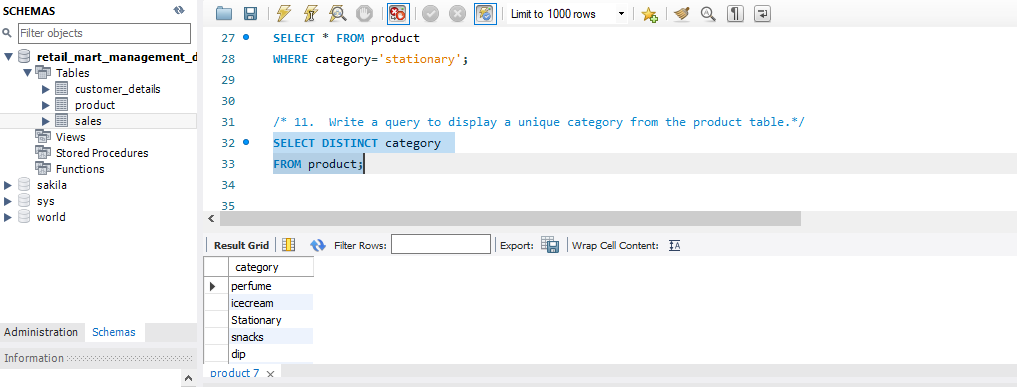 SCHEMAS
Filter objects
retail_mart_management_d
Tables
customer_details
product
sales
Views
Stored Procedures
Functions
sakila
sys
world
Administration Schemas
Information
Limit to 1000 rows
27 SELECT * FROM product
28 WHERE category='stationary';
29
30
31 /* 11. Write a query to display a unique category from the product table.*/
32 SELECT DISTINCT category
33 FROM product;
34
35
Result Grid Filter Rows: Export: Wrap Cell Content:
category
perfume
icecream
Stationary
snacks
dip
product 7